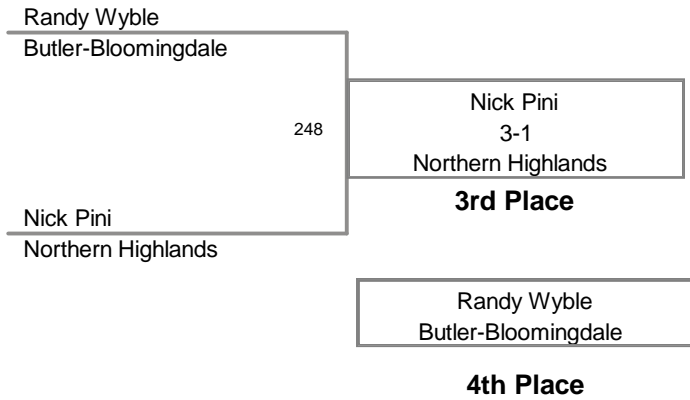 Randy Wyble
Butler-Bloomingdale
248
Nick Pini
3-1
Northern Highlands
3rd Place
Nick Pini
Northern Highlands
Randy Wyble
Butler-Bloomingdale
4th Place